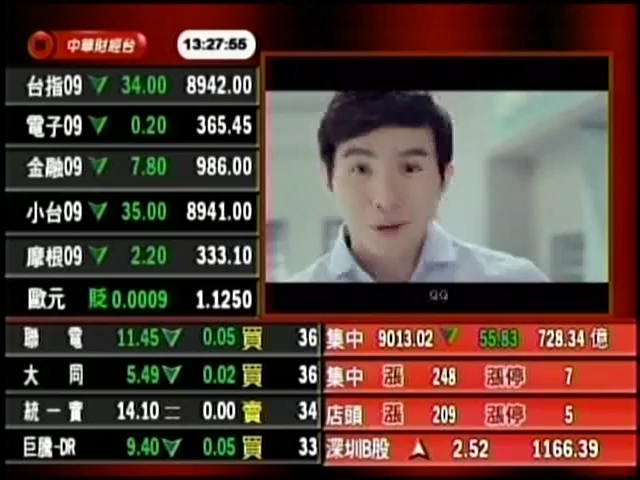 中華財經台 13:27:55
台指09 34.00 8942.00
電子09 0.20 365.45
金融09 7.80 986.00
小台09 35.00 8941.00
摩根09 2.20 333.10
歐元 貶 0.0009 1.1250
QQ
聯電 11.45 0.05 買 36
大同 5.49 0.02 買 36
統一實 14.10 0.00 賣 34
巨騰-DR 9.40 0.05 買 33
集中 9013.02 55.83 728.34 億
集中 漲 248 漲停 7
店頭 漲 209 漲停 5
深圳B股 2.52 1166.39